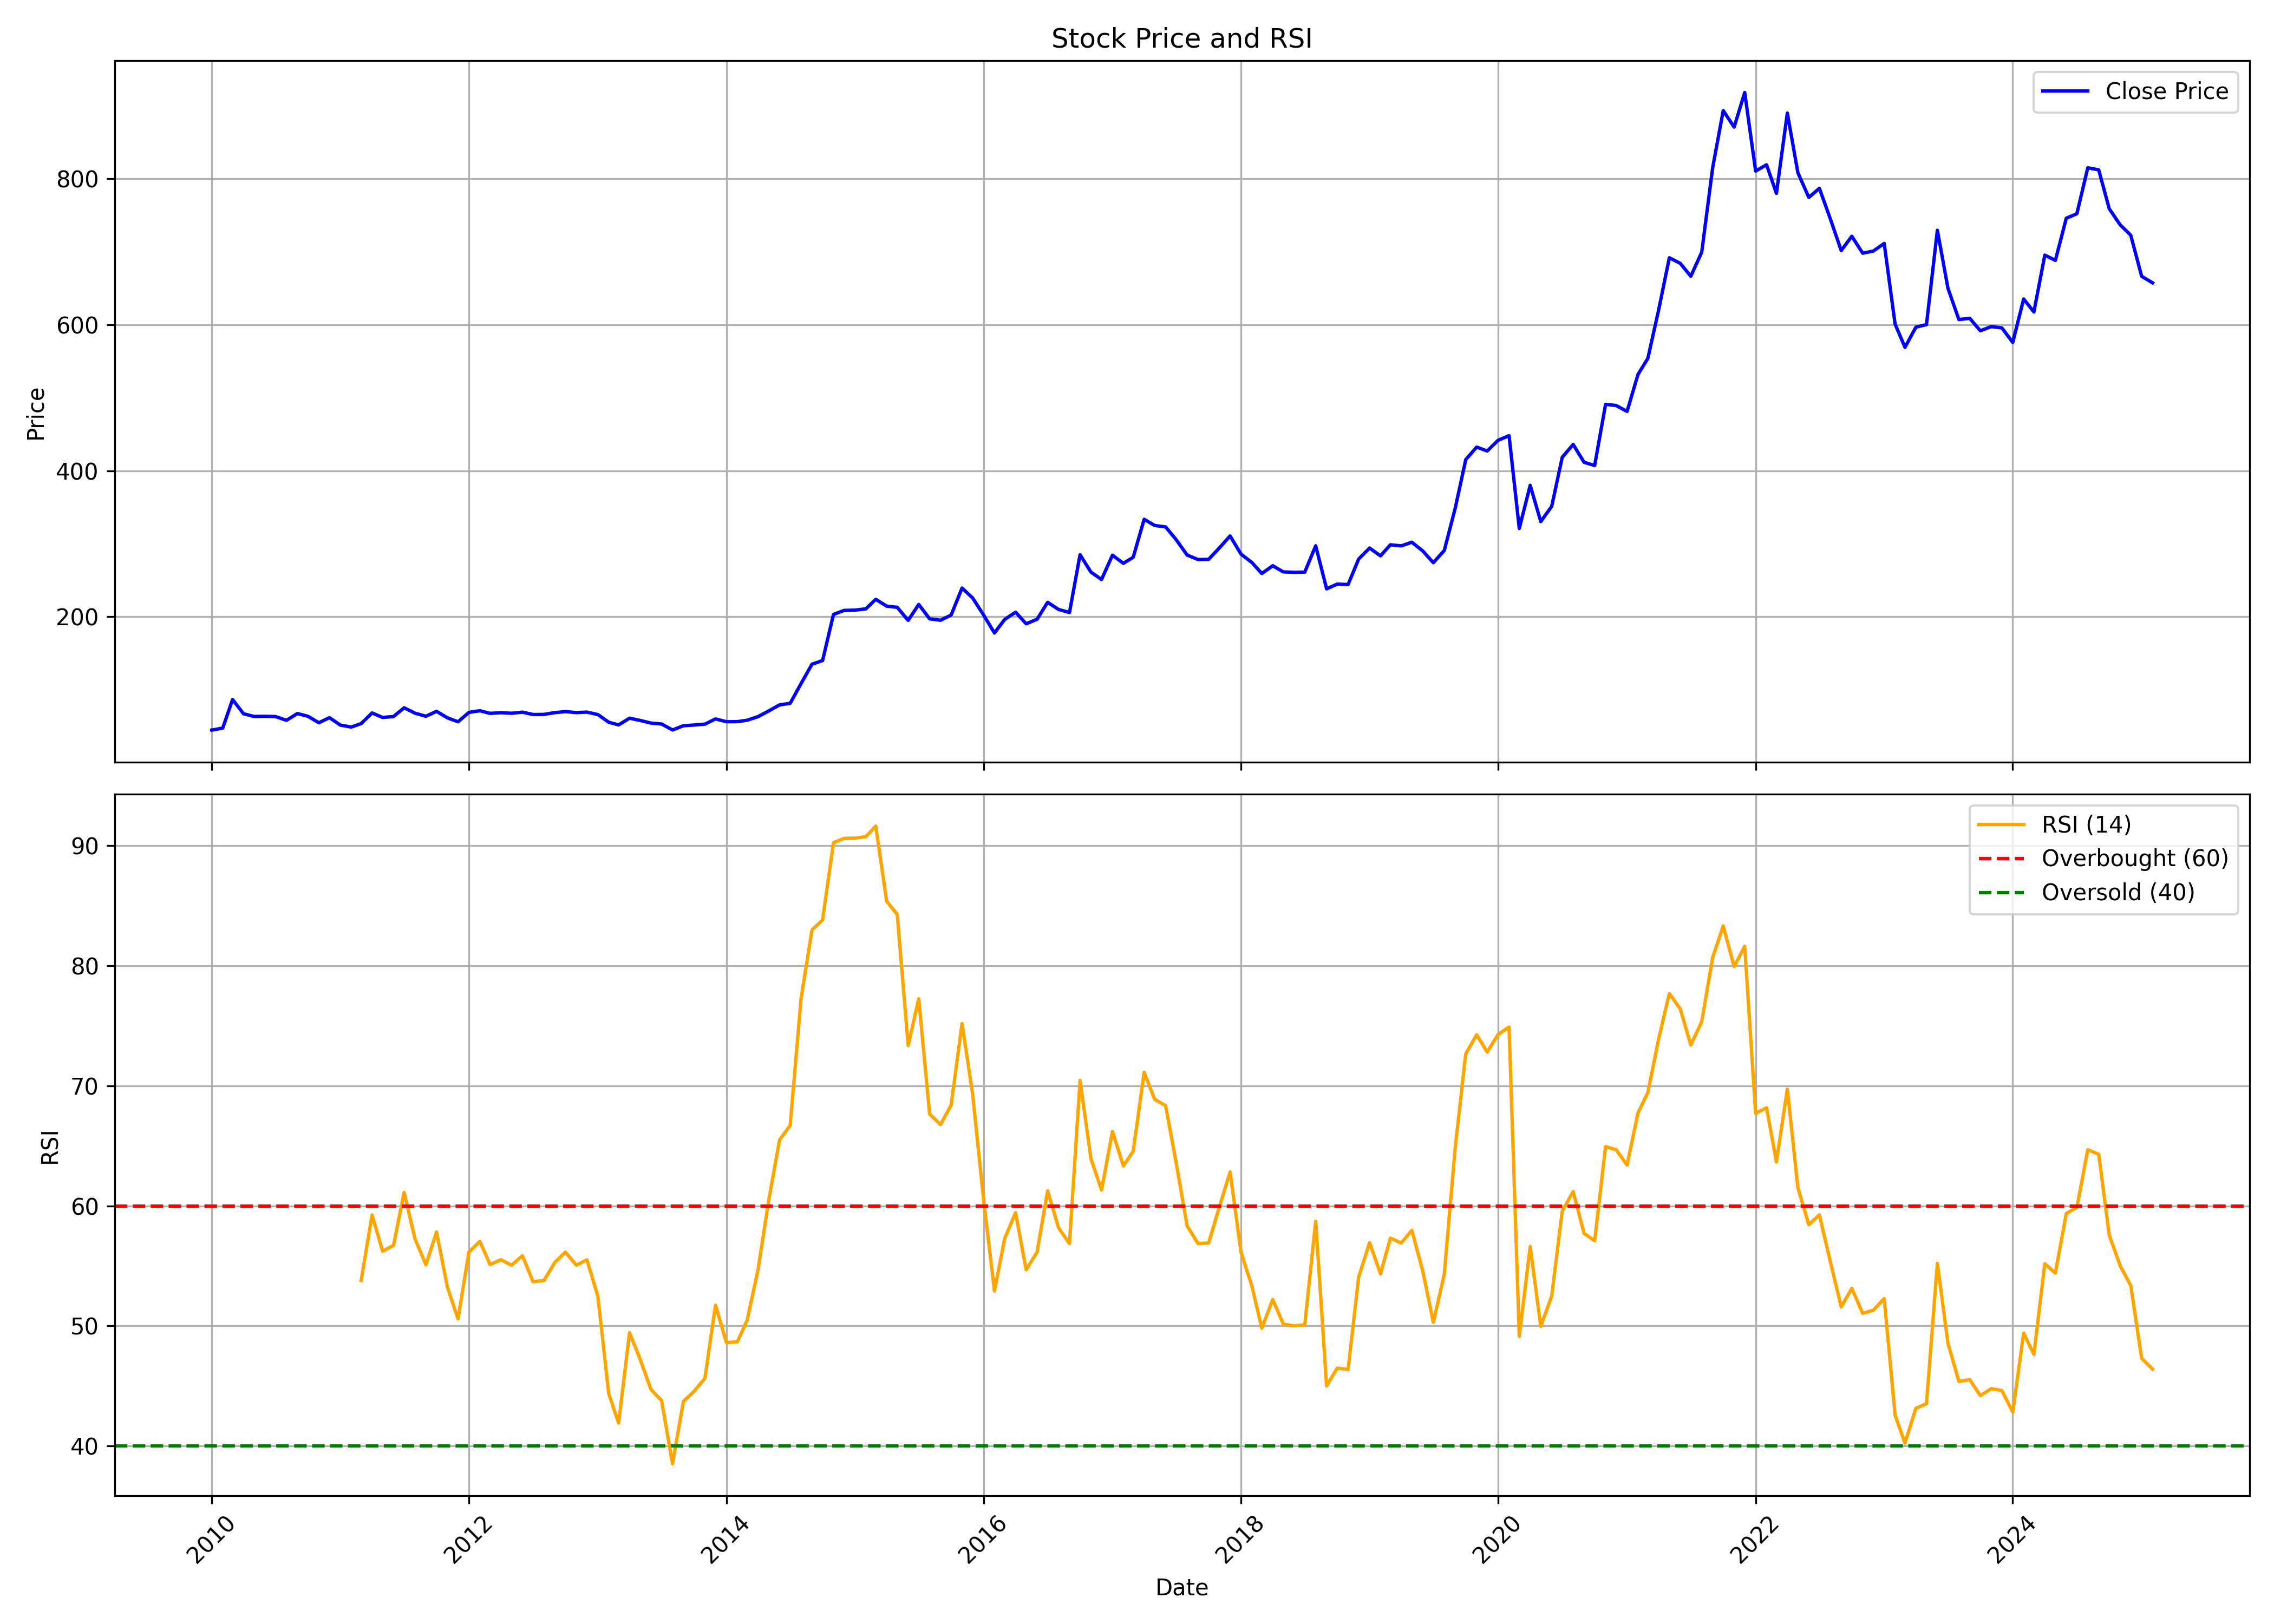 Stock Price and RSI
Close Price
800
600
400
200
Price
RSI (14)
Overbought (60)
Oversold (40)
90
80
70
60
50
40
RSI
2010
2012
2014
2016
2018
2020
2022
2024
Date